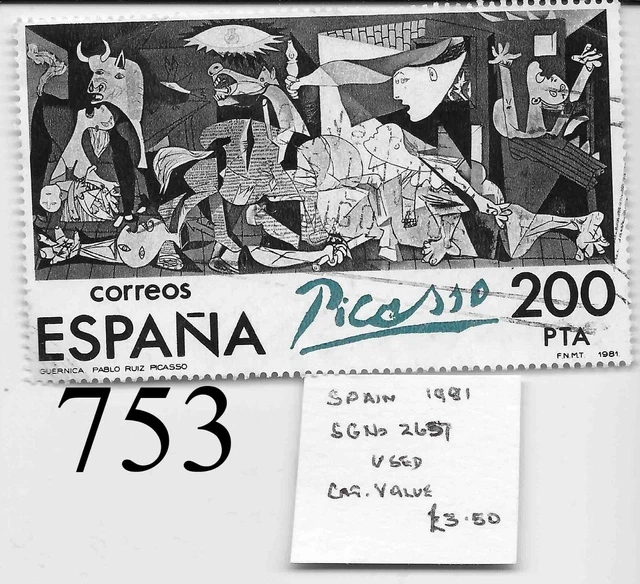 correos
ESPAÑA
Picasso
200
PTA
GUERNICA. PABLO RUIZ PICASSO
F.N.M.T. 1981
753
SPAIN 1981
SG No 2637
USED
CAT. VALUE
£3.50